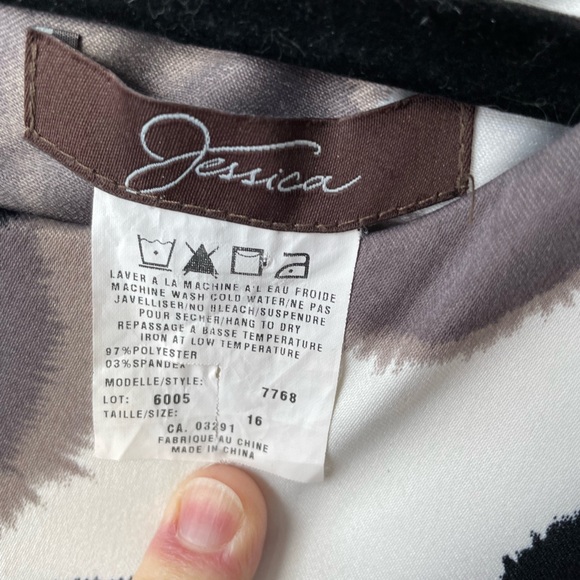 Jessica
LAVER A LA MACHINE A L'EAU FROIDE
MACHINE WASH COLD WATER/NE PAS
JAVELLISER/NO BLEACH/SUSPENDRE
POUR SECHER/HANG TO DRY
REPASSAGE A BASSE TEMPERATURE
IRON AT LOW TEMPERATURE
97%POLYESTER
03%SPANDEX
MODELLE/STYLE: 7768
LOT: 6005
TAILLE/SIZE: 16
CA. 03291
FABRIQUE AU CHINE
MADE IN CHINA